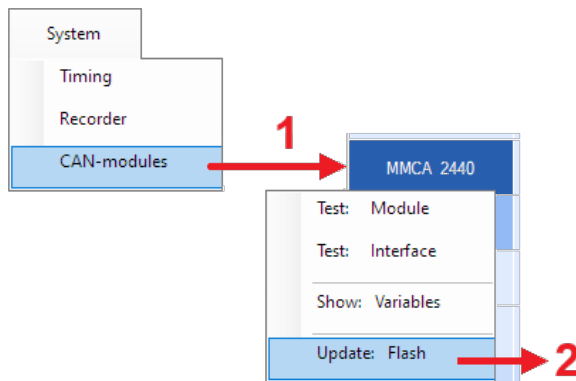 System
Timing
Recorder
CAN-modules
1
MMCA 2440
Test: Module
Test: Interface
Show: Variables
Update: Flash
2